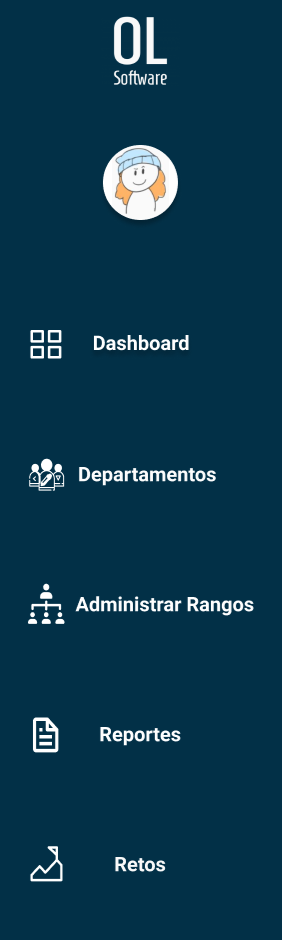 OL
Software
Dashboard
Departamentos
Administrar Rangos
Reportes
Retos